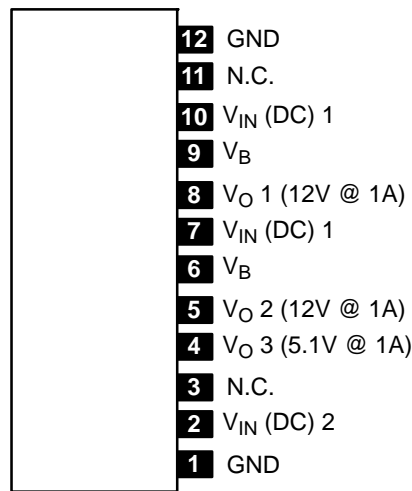 12 GND
11 N.C.
10 VIN (DC) 1
9 VB
8 VO 1 (12V @ 1A)
7 VIN (DC) 1
6 VB
5 VO 2 (12V @ 1A)
4 VO 3 (5.1V @ 1A)
3 N.C.
2 VIN (DC) 2
1 GND